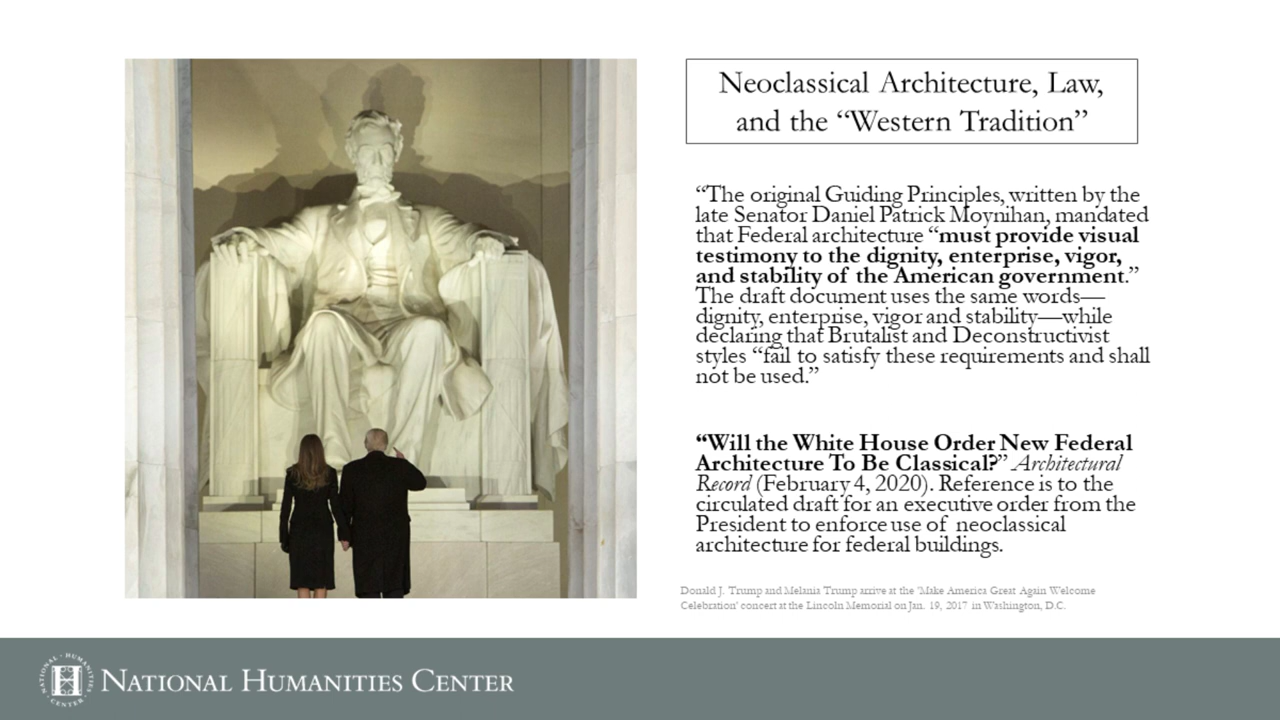 Neoclassical Architecture, Law,
and the “Western Tradition”
“The original Guiding Principles, written by the
late Senator Daniel Patrick Moynihan, mandated
that Federal architecture “must provide visual
testimony to the dignity, enterprise, vigor,
and stability of the American government.”
The draft document uses the same words—
dignity, enterprise, vigor and stability—while
declaring that Brutalist and Deconstructivist
styles “fail to satisfy these requirements and shall
not be used.”
“Will the White House Order New Federal
Architecture To Be Classical?” Architectural
Record (February 4, 2020). Reference is to the
circulated draft for an executive order from the
President to enforce use of neoclassical
architecture for federal buildings.
Donald J. Trump and Melania Trump arrive at the 'Make America Great Again Welcome
Celebration' concert at the Lincoln Memorial on Jan. 19, 2017 in Washington, D.C.
NATIONAL · HUMANITIES · CENTER ·
NATIONAL HUMANITIES CENTER